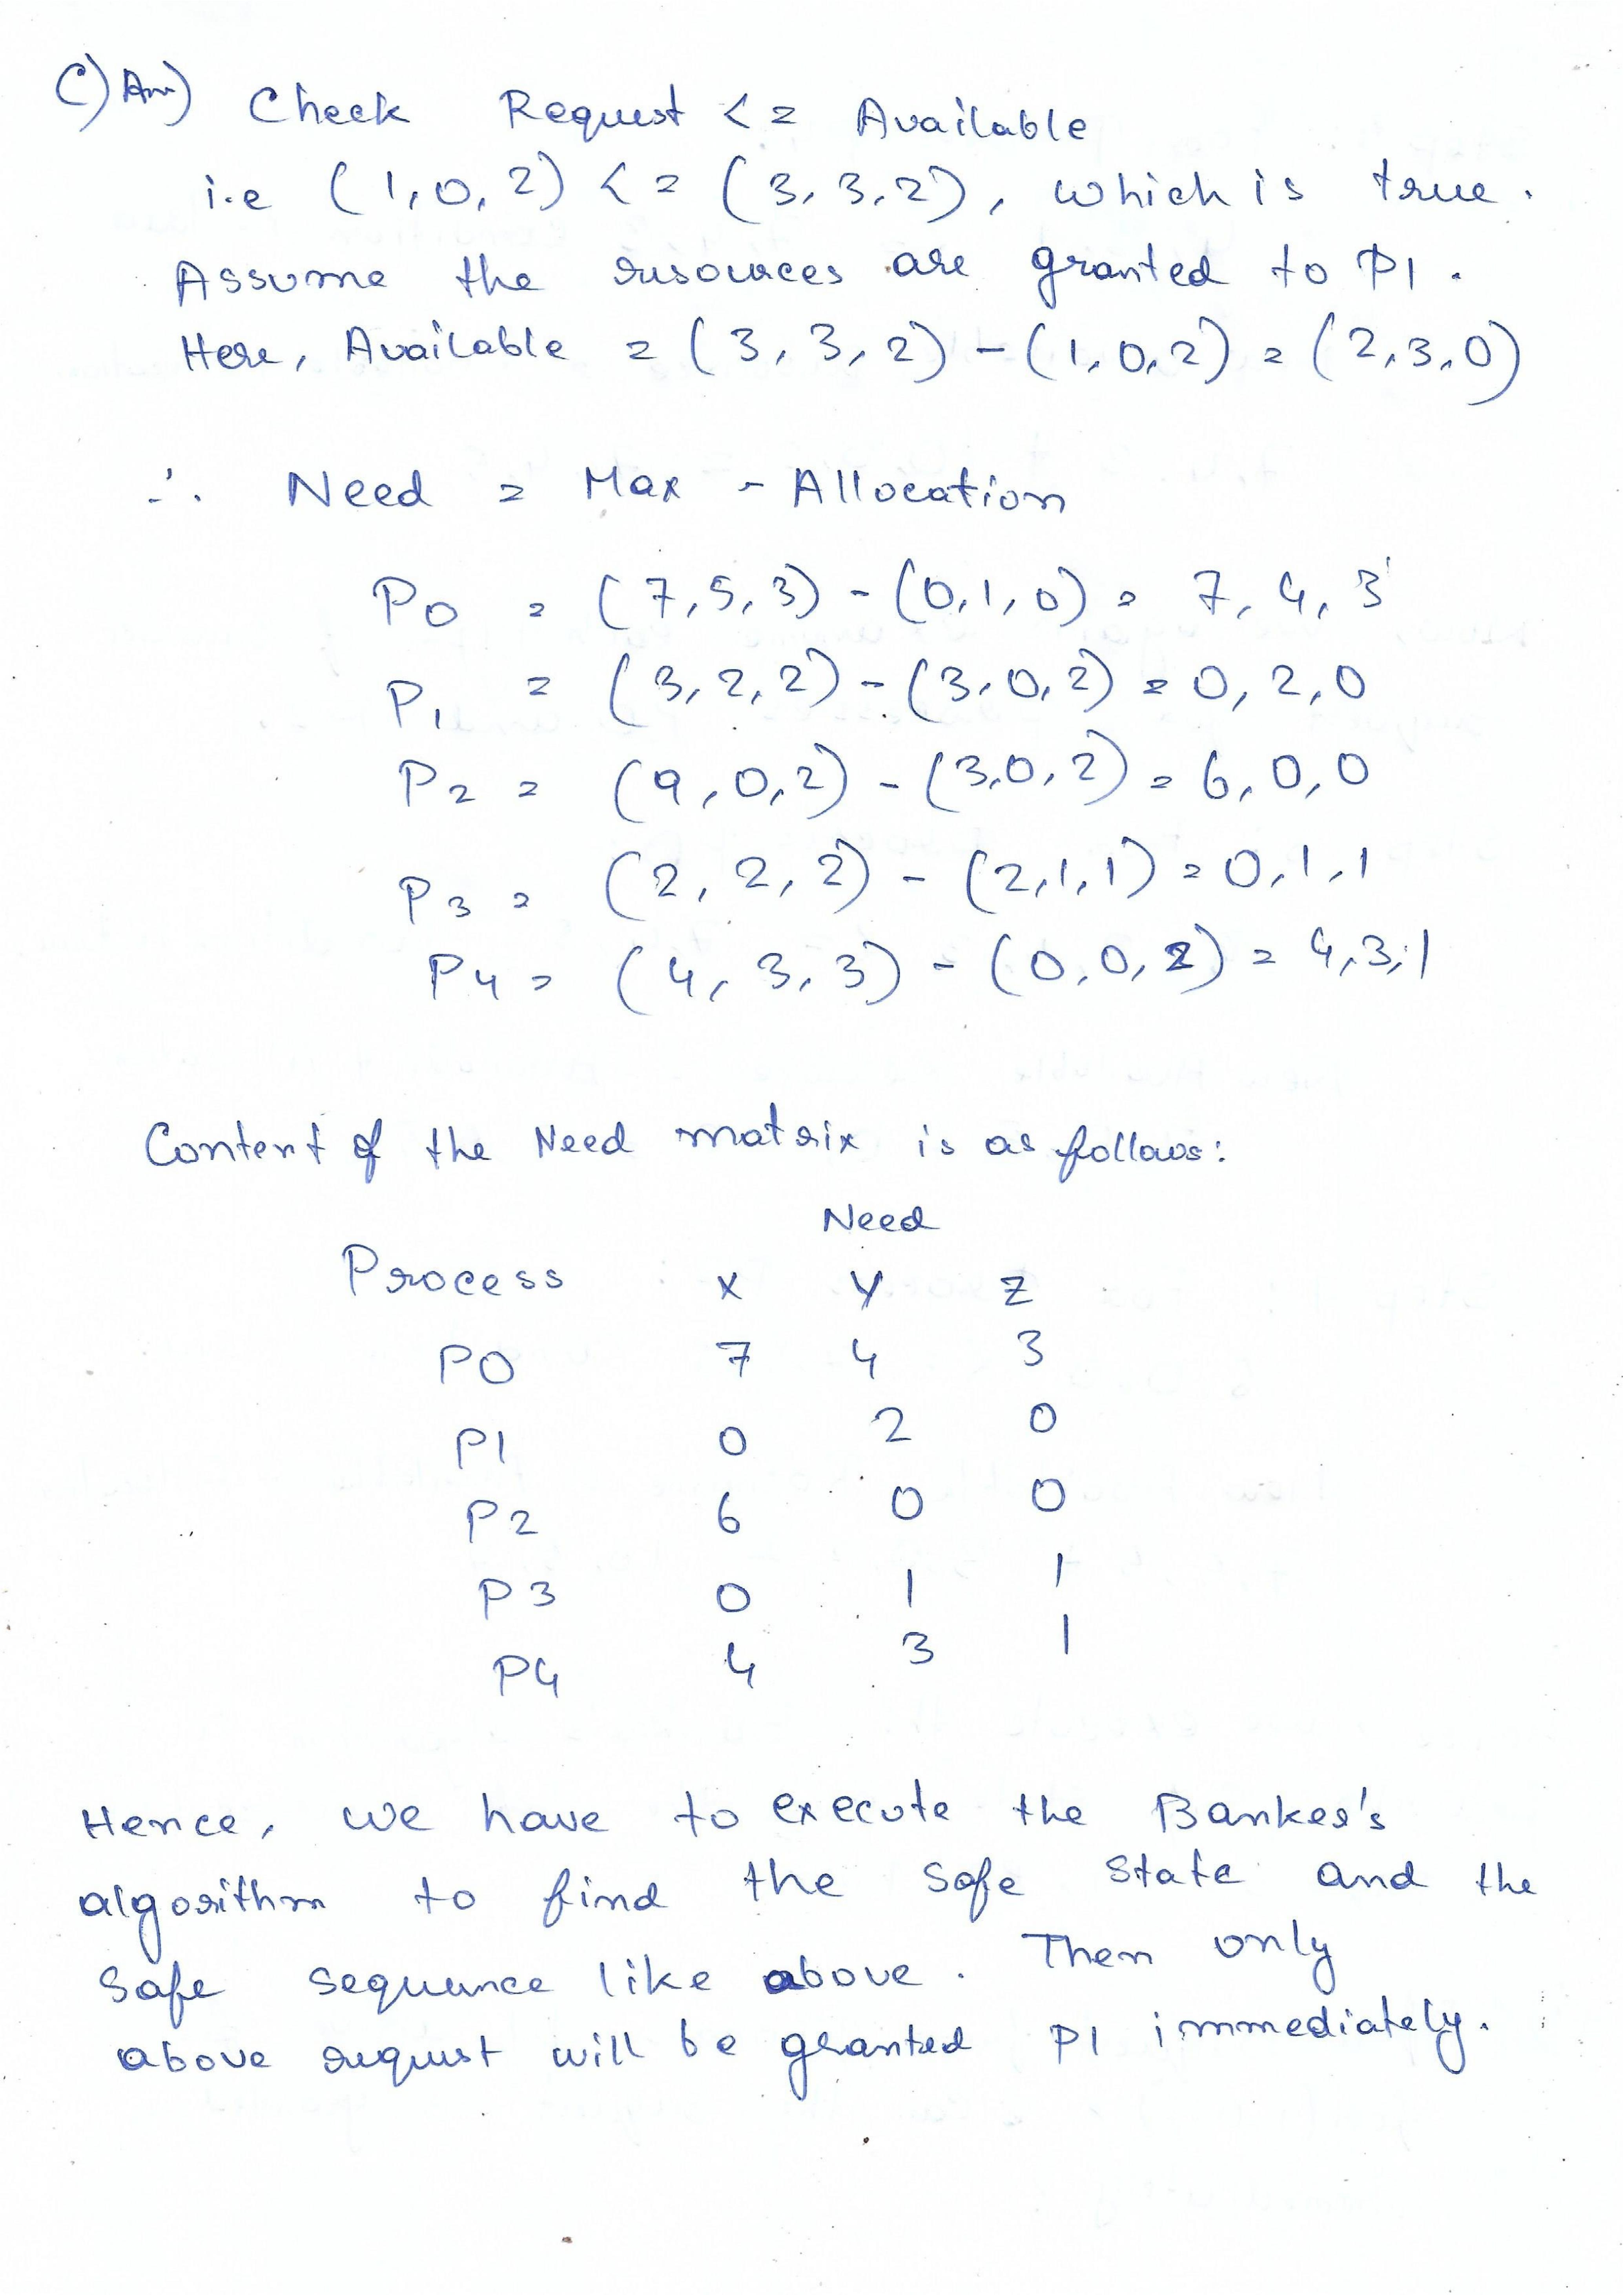 C) Ans) Check Request <= Available
i.e (1,0,2) <= (3,3,2), which is true.
Assume the resources are granted to P1.
Here, Available = (3,3,2) - (1,0,2) = (2,3,0)
∴ Need = Max - Allocation
P0 = (7,5,3) - (0,1,0) = 7,4,3
P1 = (3,2,2) - (3,0,2) = 0,2,0
P2 = (9,0,2) - (3,0,2) = 6,0,0
P3 = (2,2,2) - (2,1,1) = 0,1,1
P4 = (4,3,3) - (0,0,2) = 4,3,1
Content of the Need matrix is as follows:
Need
Process X Y Z
P0 7 4 3
P1 0 2 0
P2 6 0 0
P3 0 1 1
P4 4 3 1
Hence, we have to execute the Banker's
algorithm to find the safe state and the
safe sequence like above. Then only
above request will be granted P1 immediately.